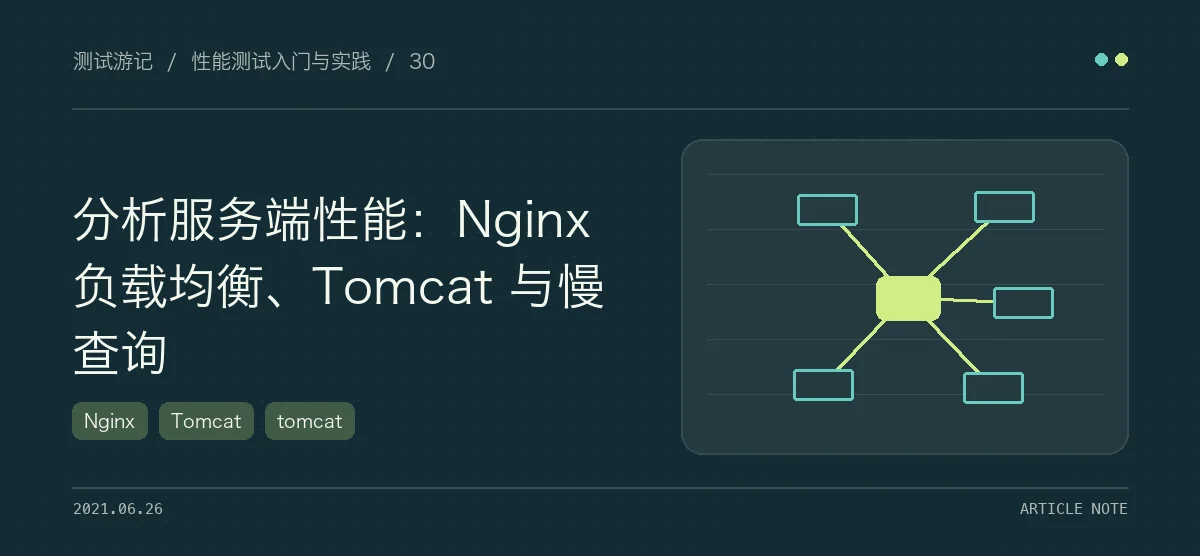 测试游记 / 性能测试入门与实践 / 30
分析服务端性能：Nginx
负载均衡、Tomcat 与慢
查询
Nginx Tomcat tomcat
2021.06.26 ARTICLE NOTE